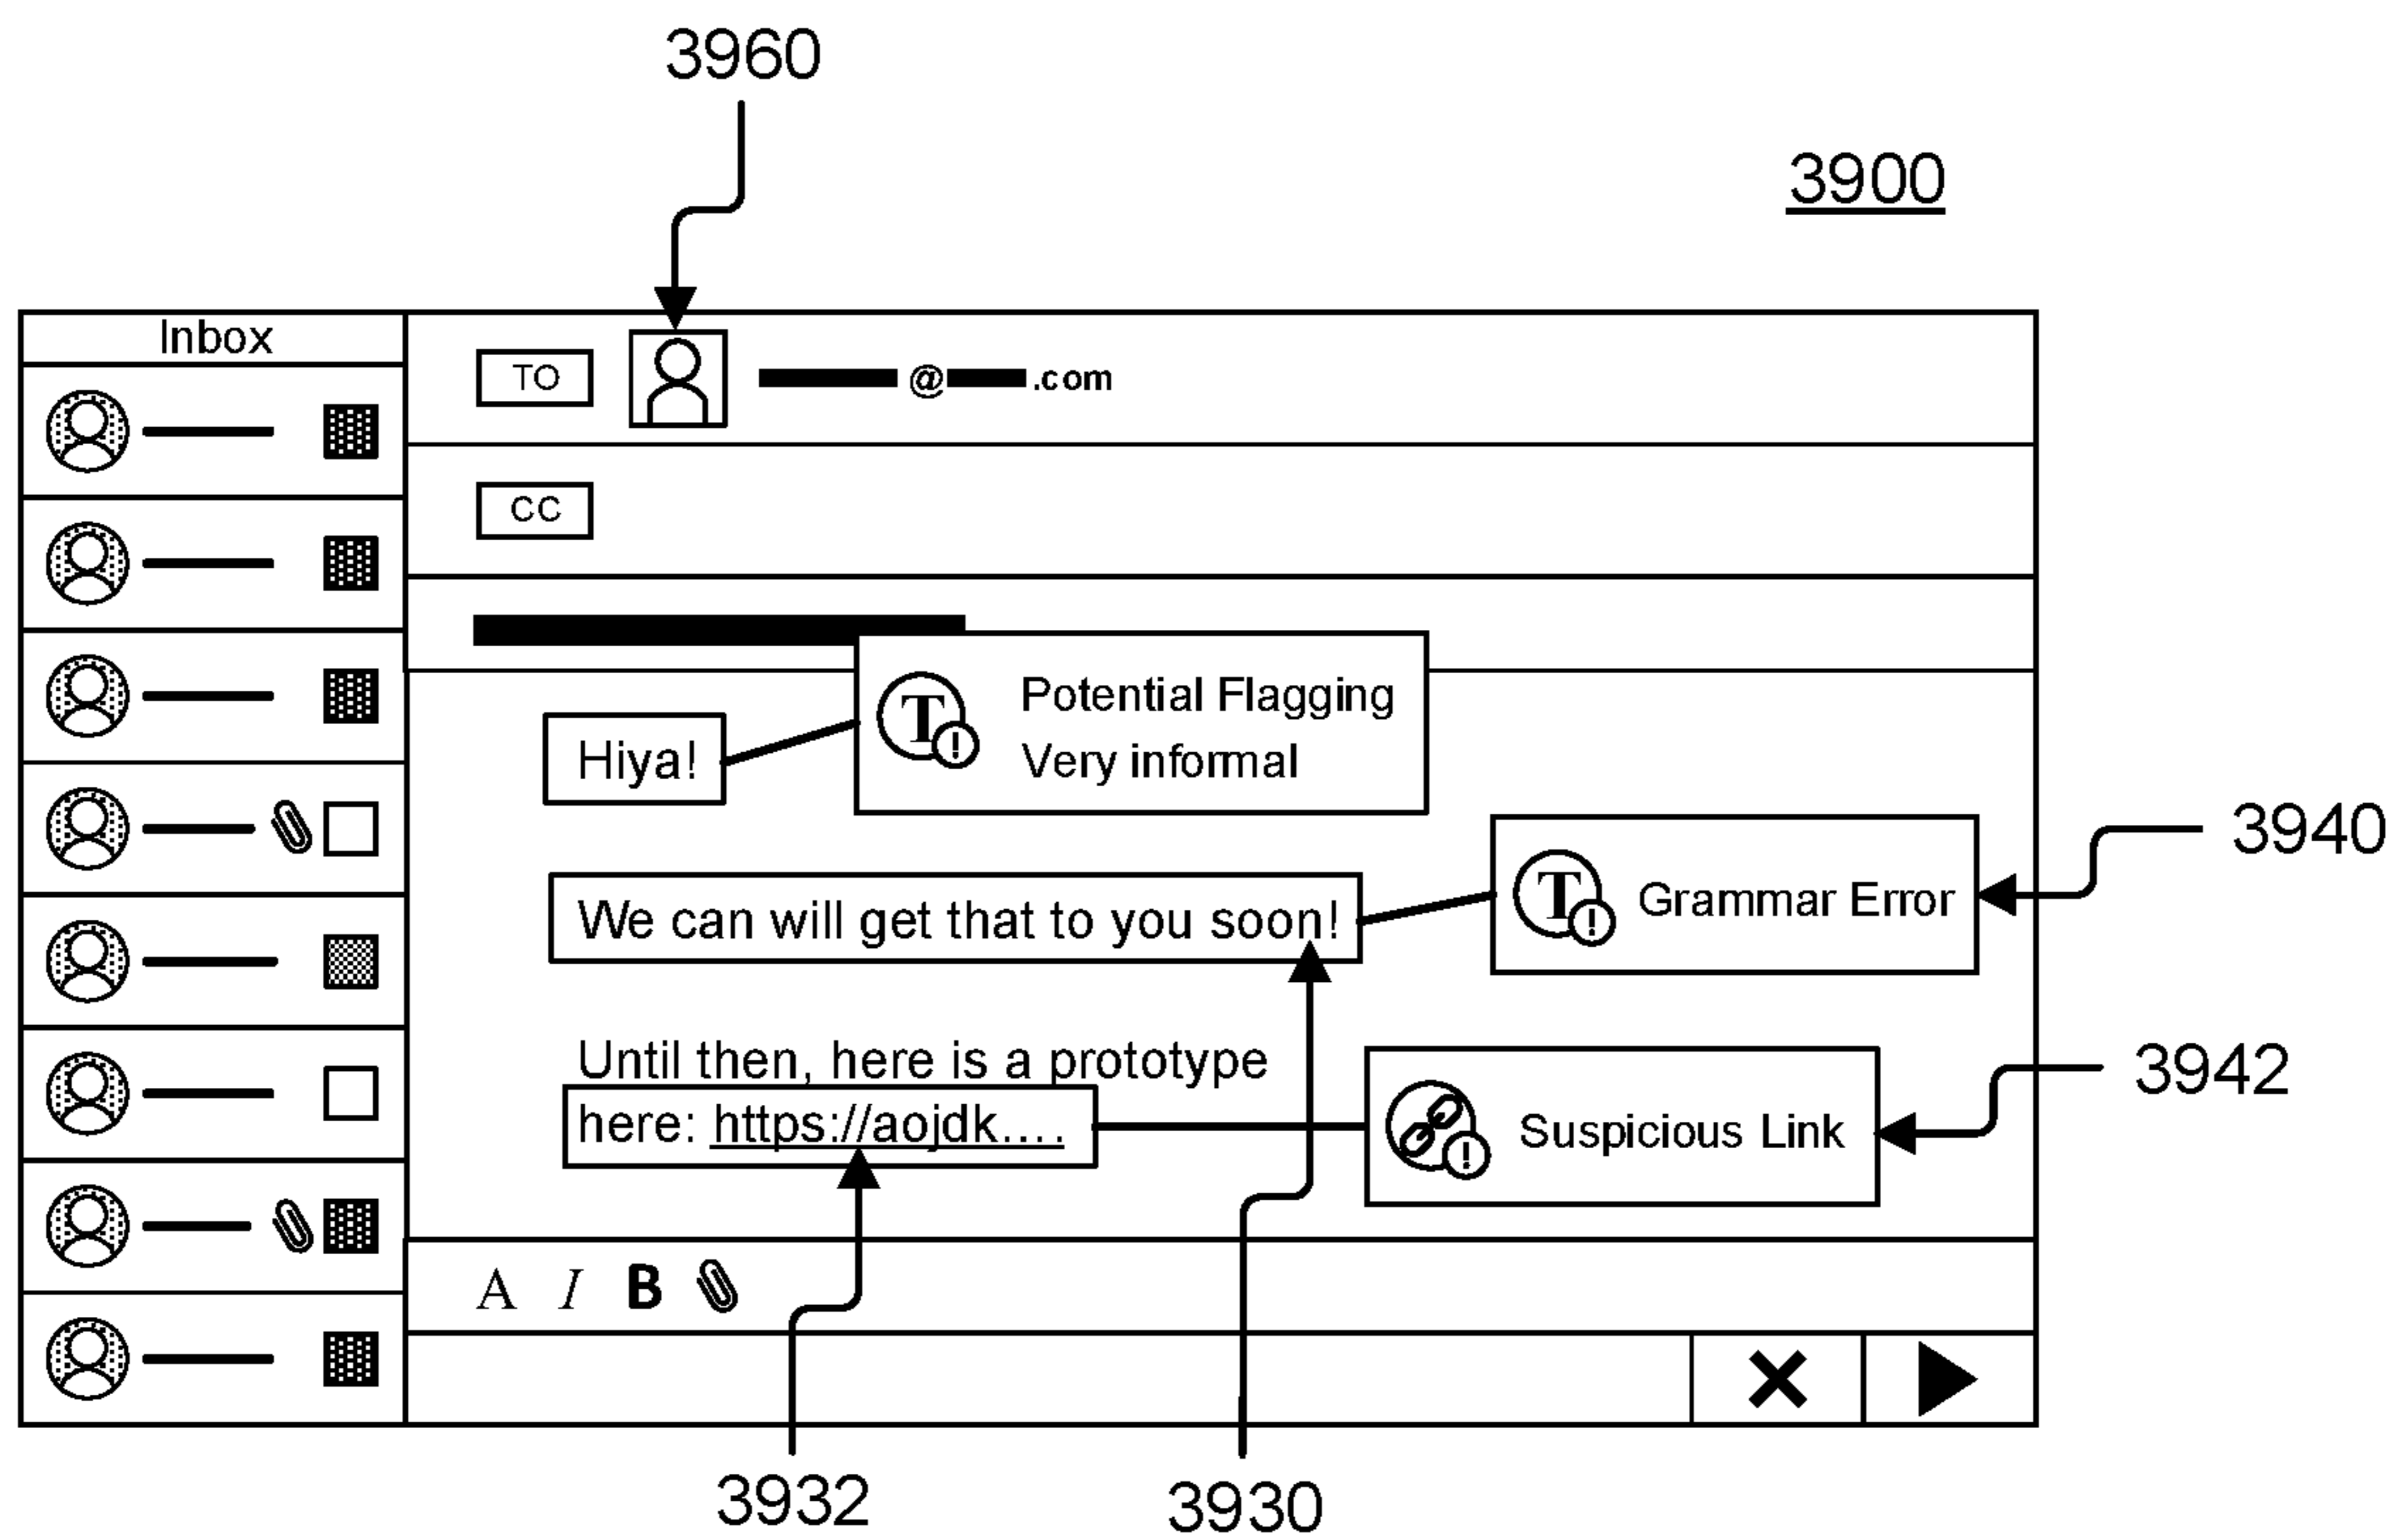 3960
3900
Inbox
TO
@ .com
CC
Potential Flagging
Very informal
Hiya!
T!
3940
We can will get that to you soon!
T!
Grammar Error
Until then, here is a prototype
here: https://aojdk....
!
Suspicious Link
3942
A I B
3932
3930